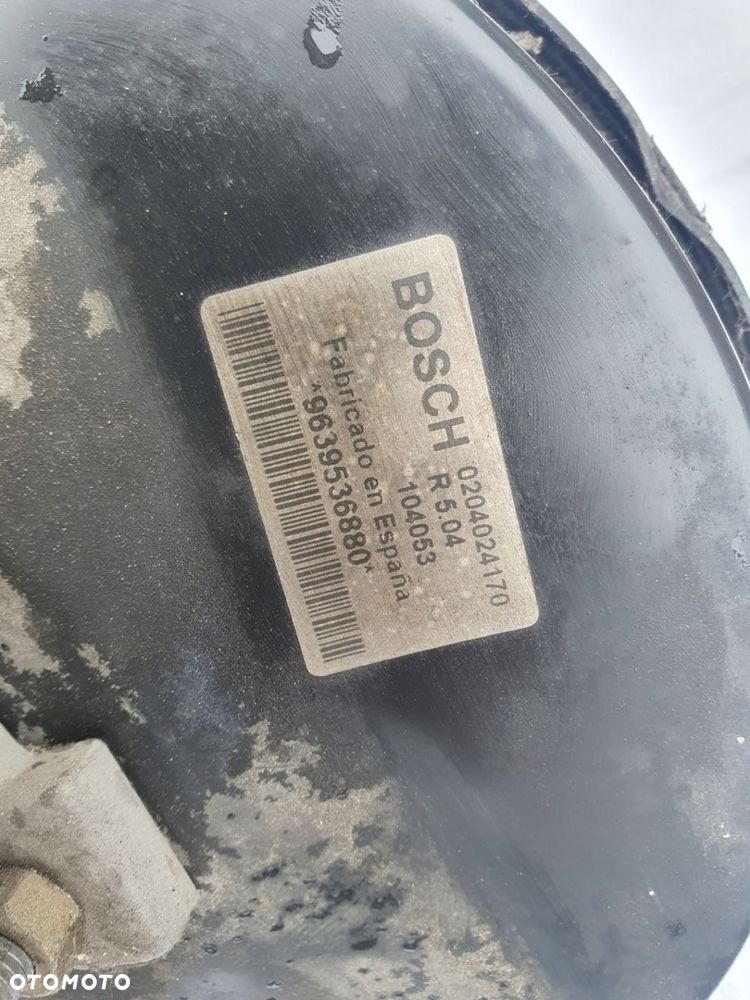 BOSCH
0204024170
R 5.04
104053
Fabricado en España
*9639536880*
OTOMOTO